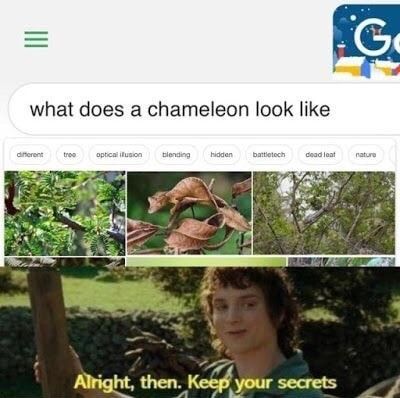 G
what does a chameleon look like
different
tree
optical illusion
blending
hidden
battletech
dead leaf
nature
Alright, then. Keep your secrets